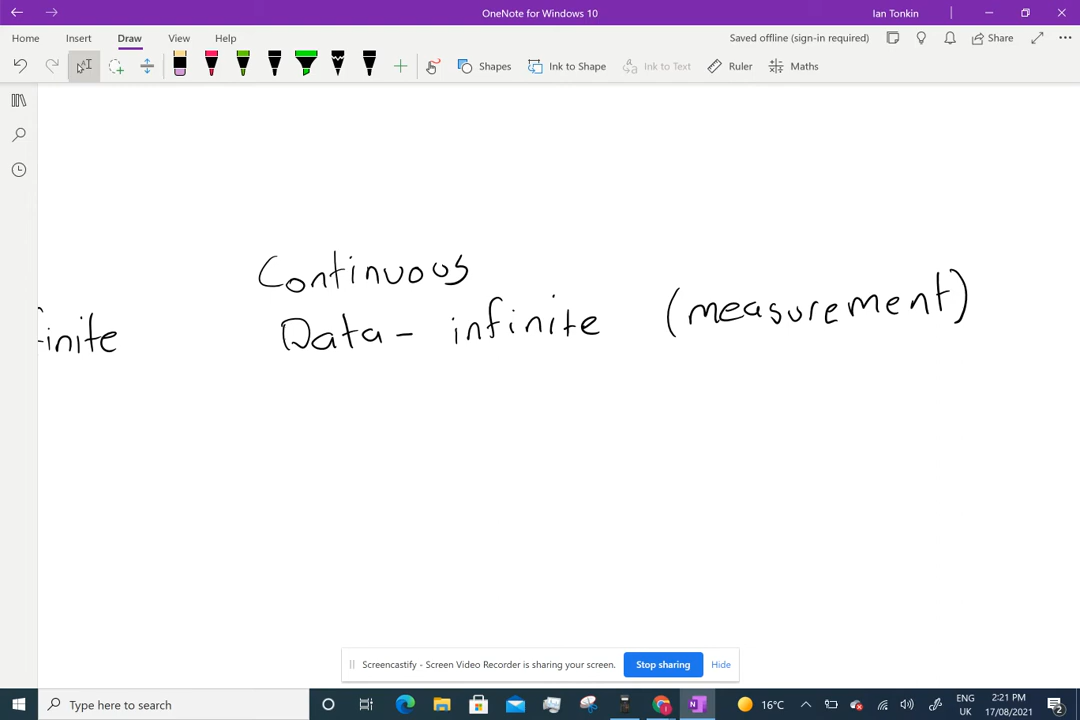 OneNote for Windows 10
Ian Tonkin
Home Insert Draw View Help
Saved offline (sign-in required)
Share
Shapes
Ink to Shape
Ink to Text
Ruler
Maths
Continuous
finite
Data - infinite (measurement)
Screencastify - Screen Video Recorder is sharing your screen.
Stop sharing
Hide
Type here to search
16°C
ENG
UK
2:21 PM
17/08/2021
2